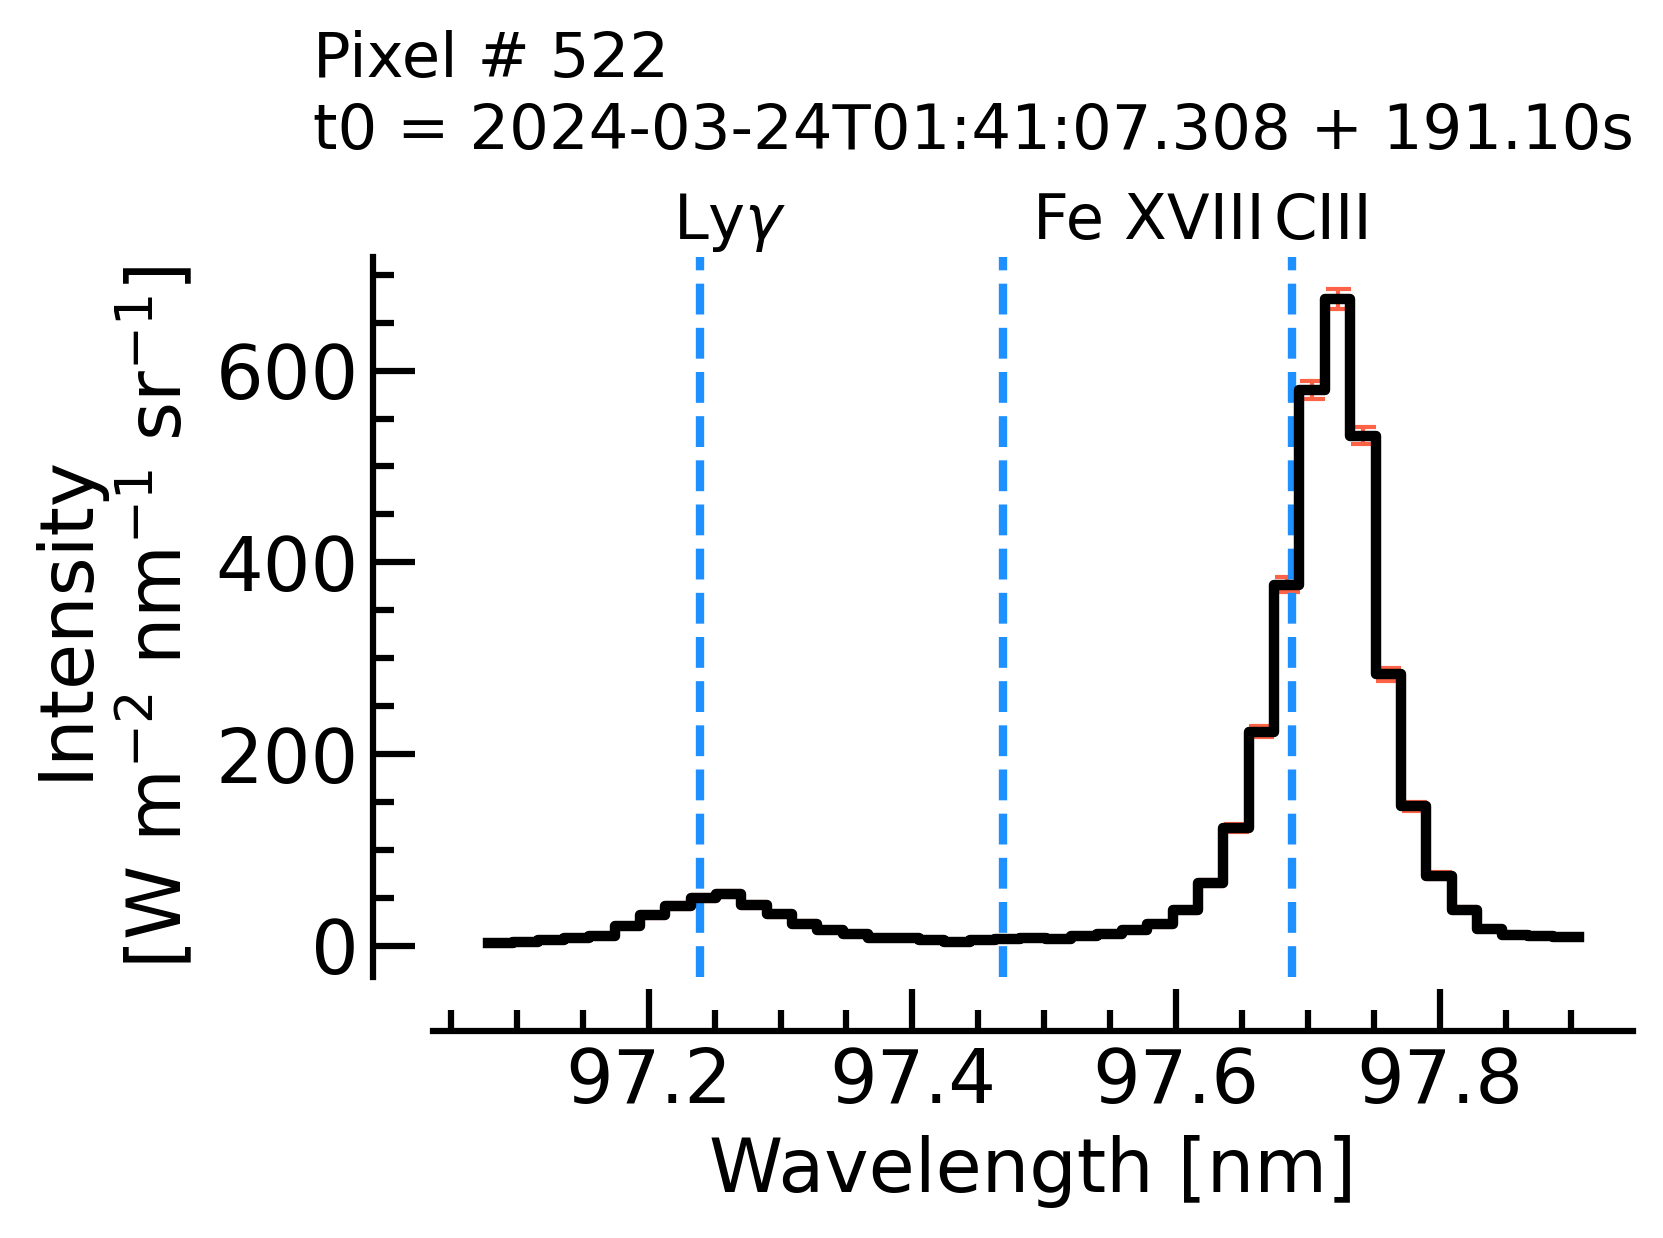 Pixel # 522
t0 = 2024-03-24T01:41:07.308 + 191.10s
Lyγ Fe XVIII CIII
Intensity
[W m⁻² nm⁻¹ sr⁻¹]
600
400
200
0
97.2 97.4 97.6 97.8
Wavelength [nm]